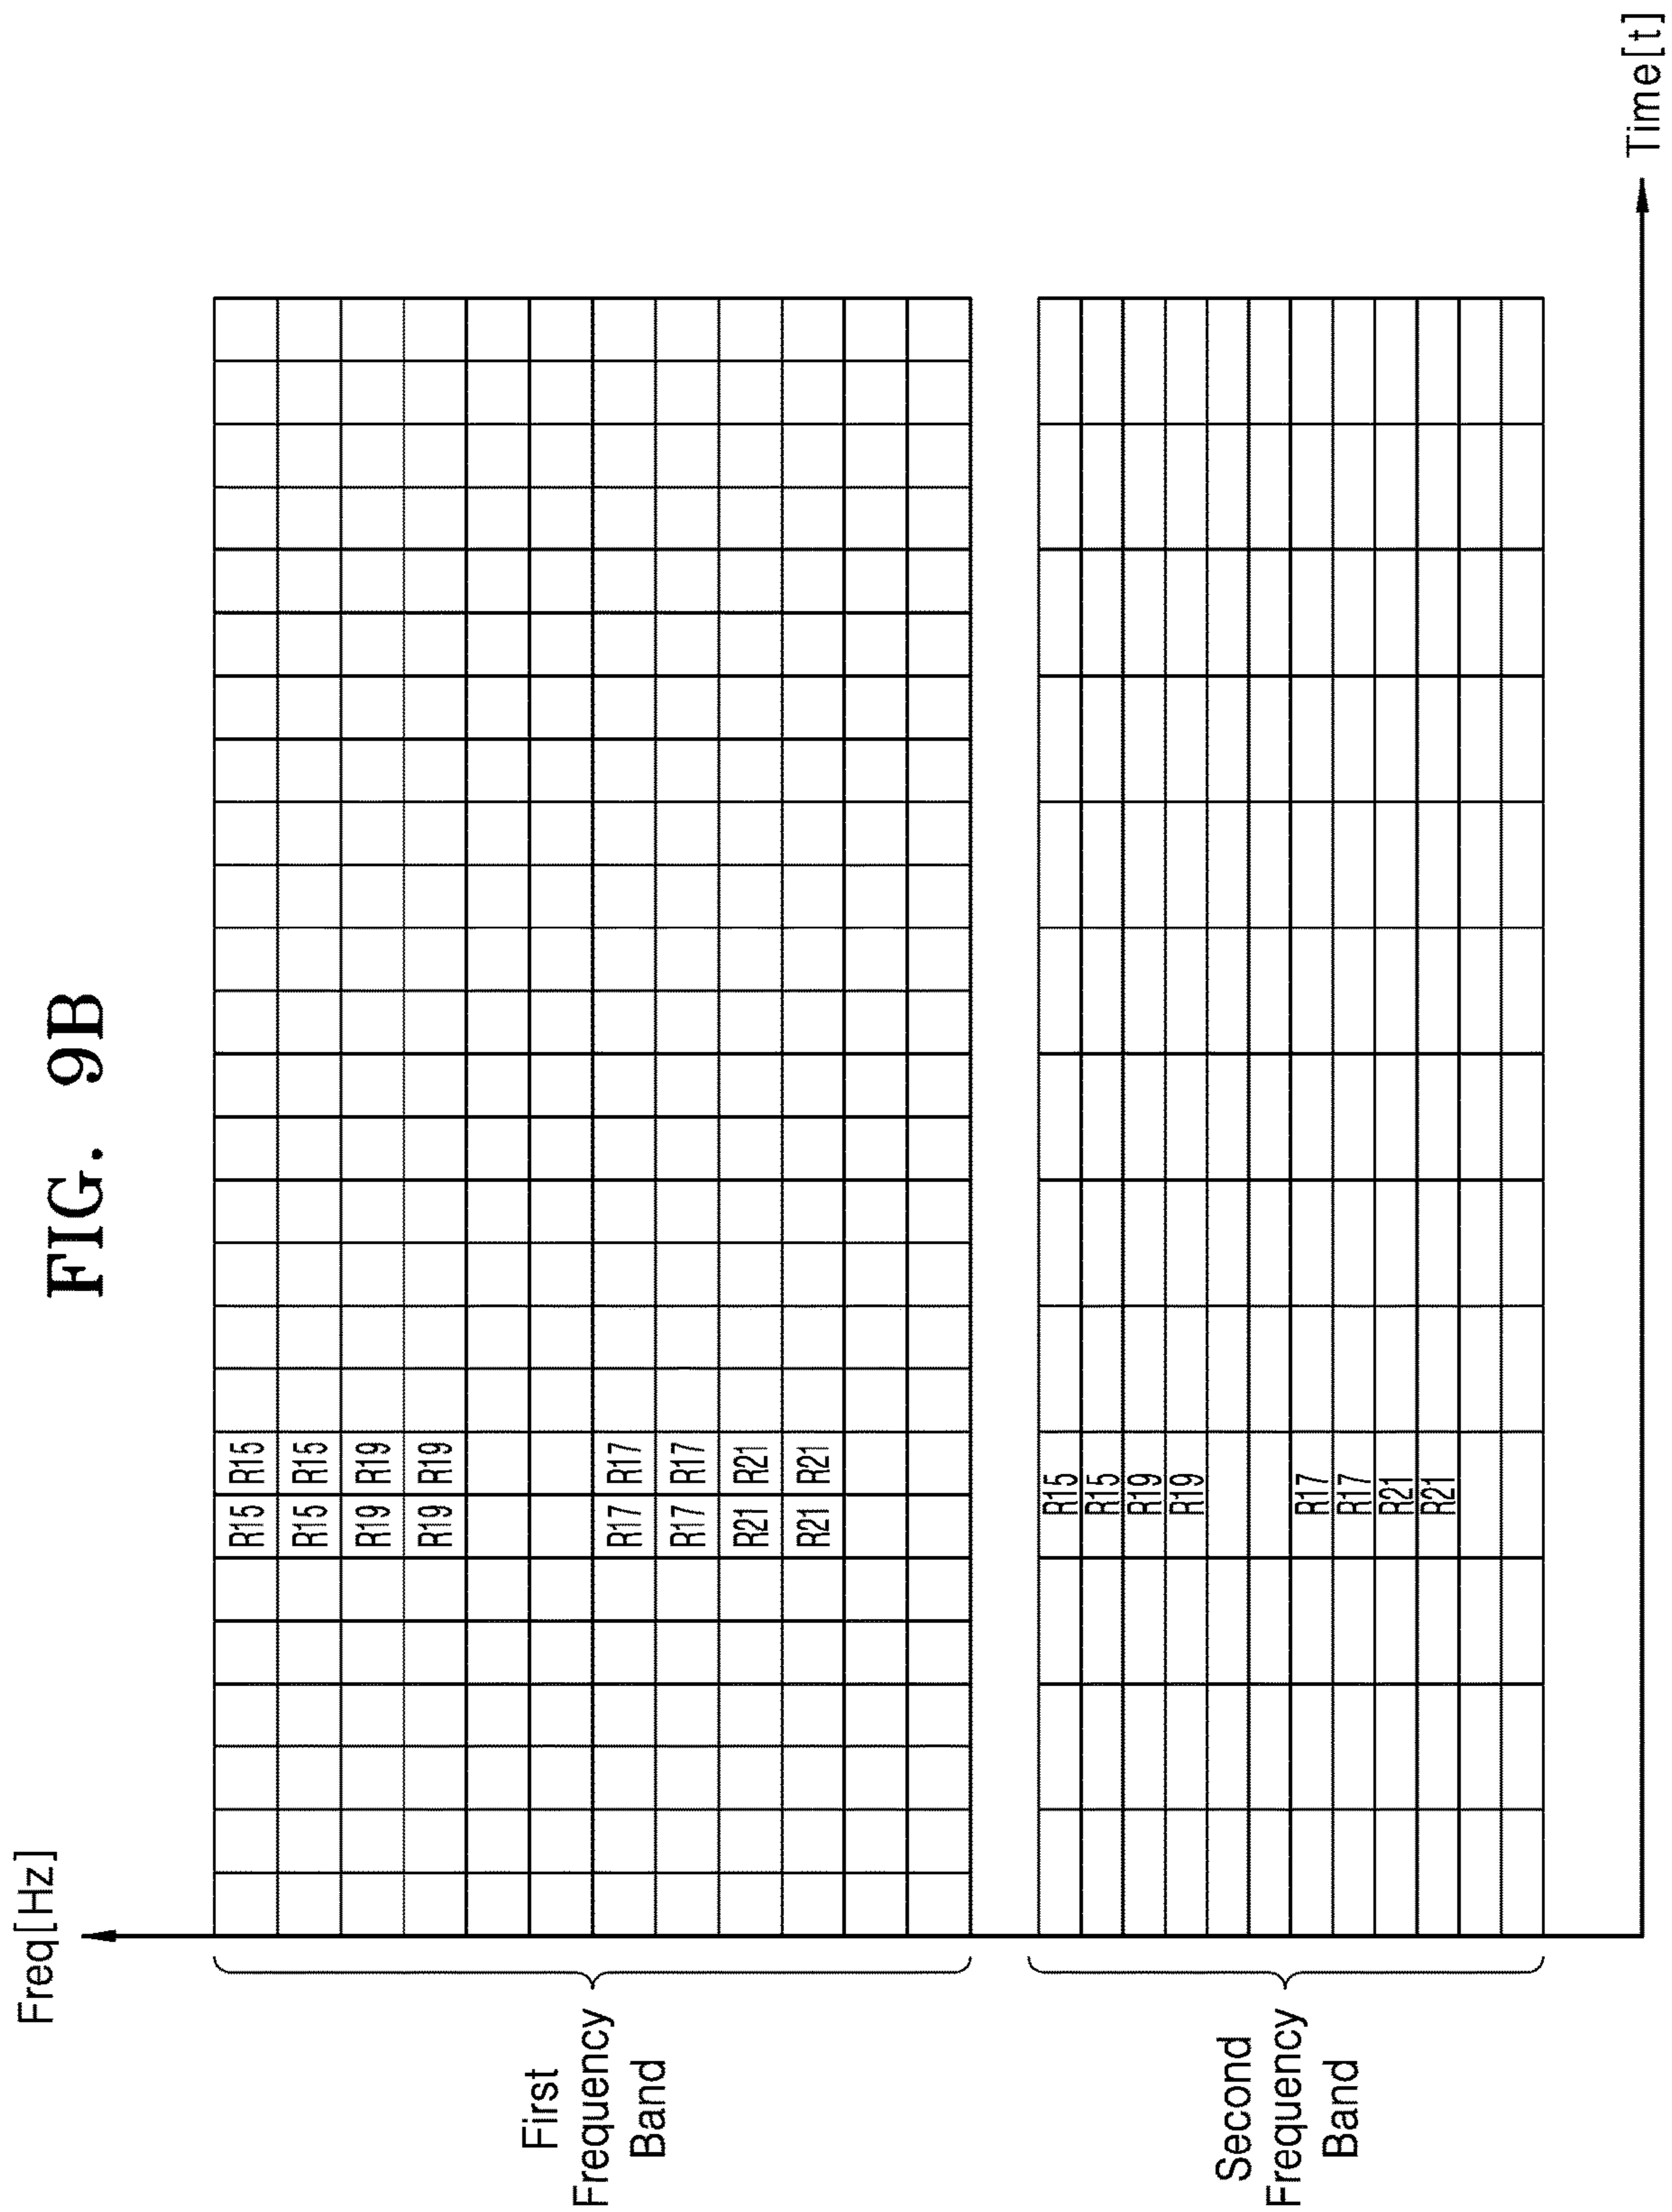 FIG. 9B
Freq[Hz]
First
Frequency
Band
R15 R15
R15 R15
R19 R19
R19 R19
R17 R17
R17 R17
R21 R21
R21 R21
Second
Frequency
Band
R15
R15
R19
R19
R17
R17
R21
R21
Time[t]